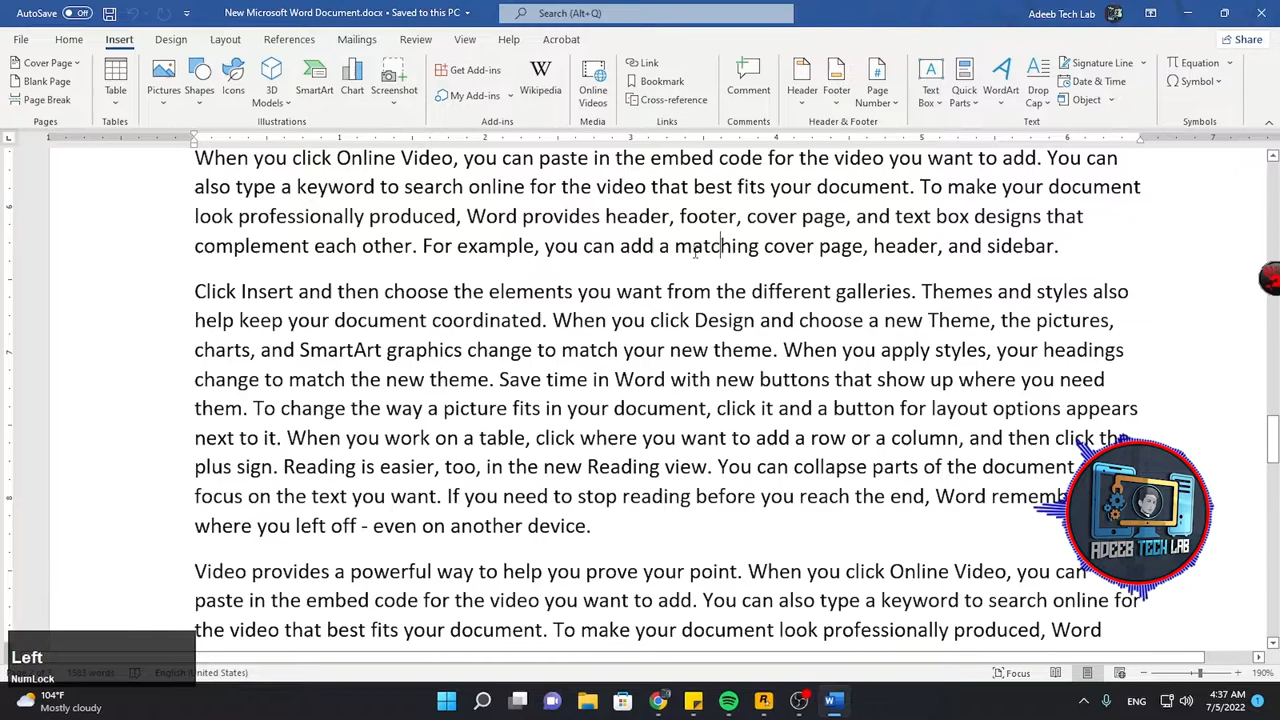 AutoSave Off New Microsoft Word Document.docx • Saved to this PC Search (Alt+Q) Adeeb Tech Lab
File Home Insert Design Layout References Mailings Review View Help Acrobat Share
Cover Page Blank Page Page Break Table Pictures Shapes Icons 3D Models SmartArt Chart Screenshot Get Add-ins My Add-ins Wikipedia Online Videos Link Bookmark Cross-reference Comment Header Footer Page Number Text Box Quick Parts WordArt Drop Cap Signature Line Date & Time Object Equation Symbol
Pages Tables Illustrations Add-ins Media Links Comments Header & Footer Text Symbols
1 1 2 3 4 5 6 7
When you click Online Video, you can paste in the embed code for the video you want to add. You can
also type a keyword to search online for the video that best fits your document. To make your document
look professionally produced, Word provides header, footer, cover page, and text box designs that
complement each other. For example, you can add a matching cover page, header, and sidebar.
Click Insert and then choose the elements you want from the different galleries. Themes and styles also
help keep your document coordinated. When you click Design and choose a new Theme, the pictures,
charts, and SmartArt graphics change to match your new theme. When you apply styles, your headings
change to match the new theme. Save time in Word with new buttons that show up where you need
them. To change the way a picture fits in your document, click it and a button for layout options appears
next to it. When you work on a table, click where you want to add a row or a column, and then click the
plus sign. Reading is easier, too, in the new Reading view. You can collapse parts of the document
focus on the text you want. If you need to stop reading before you reach the end, Word rememb
where you left off - even on another device.
ADEEB TECH LAB
Video provides a powerful way to help you prove your point. When you click Online Video, you can
paste in the embed code for the video you want to add. You can also type a keyword to search online for
the video that best fits your document. To make your document look professionally produced, Word
Left
NumLock
1583 words English (United States) Focus 190%
104°F
Mostly cloudy
ENG 4:37 AM
7/5/2022